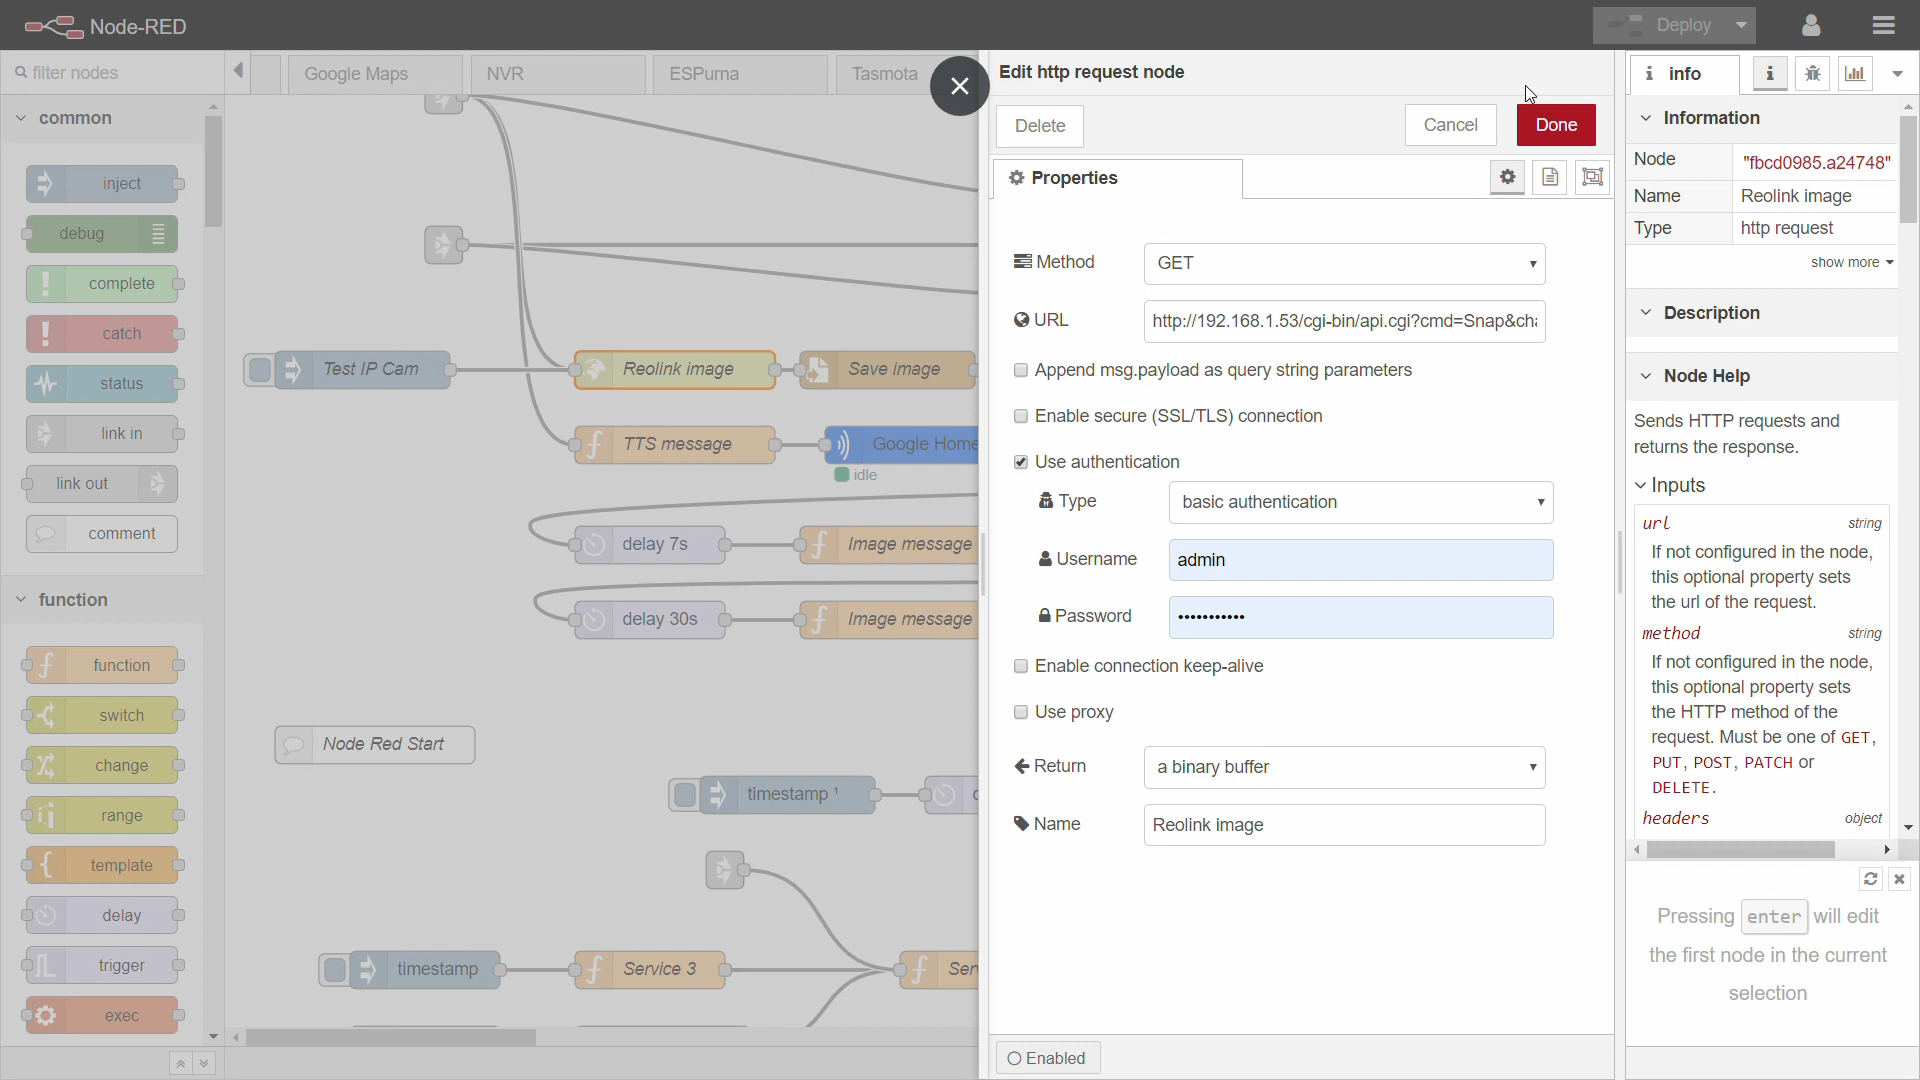 Node-RED
Deploy
filter nodes
Google Maps
NVR
ESPurna
Tasmota
common
inject
debug
complete
catch
status
link in
link out
comment
function
function
switch
change
range
template
delay
trigger
exec
Test IP Cam
Reolink image
Save image
TTS message
Google Home
idle
delay 7s
Image message
delay 30s
Image message
Node Red Start
timestamp ¹
timestamp
Service 3
Edit http request node
Delete
Cancel
Done
Properties
Method
GET
URL
http://192.168.1.53/cgi-bin/api.cgi?cmd=Snap&cha
Append msg.payload as query string parameters
Enable secure (SSL/TLS) connection
Use authentication
Type
basic authentication
Username
admin
Password
•••••••••••
Enable connection keep-alive
Use proxy
Return
a binary buffer
Name
Reolink image
Enabled
info
Information
Node
"fbcd0985.a24748"
Name
Reolink image
Type
http request
show more
Description
Node Help
Sends HTTP requests and
returns the response.
Inputs
url
string
If not configured in the node,
this optional property sets
the url of the request.
method
string
If not configured in the node,
this optional property sets
the HTTP method of the
request. Must be one of GET,
PUT, POST, PATCH or
DELETE.
headers
object
Pressing enter will edit
the first node in the current
selection